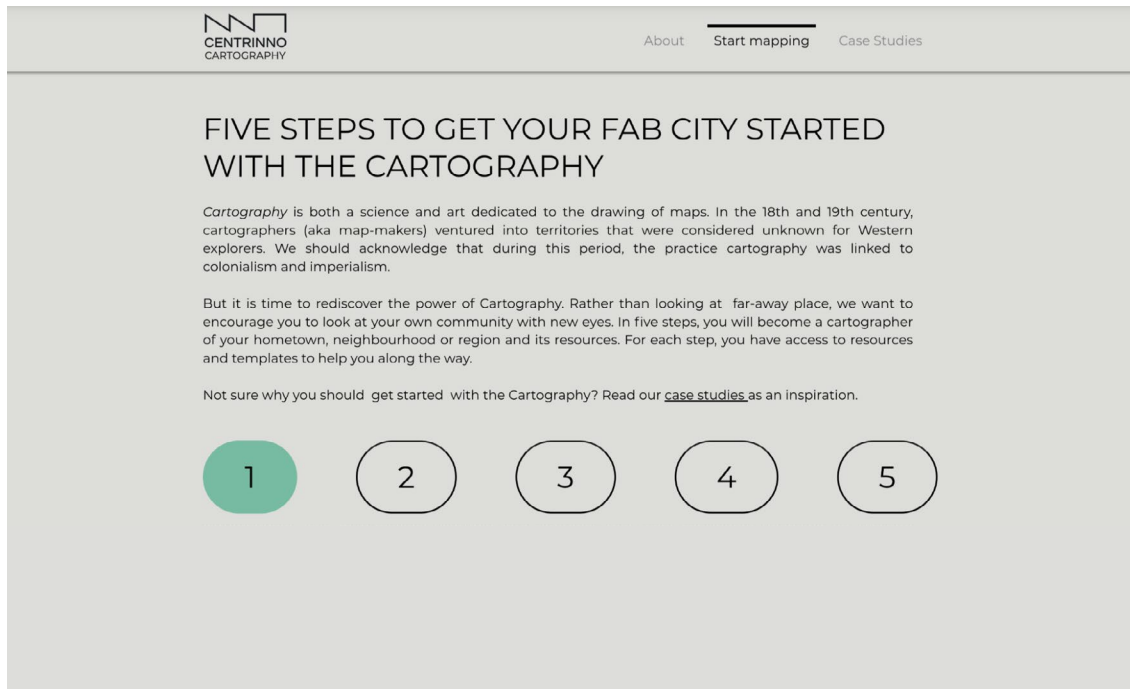 CENTRINNO
CARTOGRAPHY
About Start mapping Case Studies
FIVE STEPS TO GET YOUR FAB CITY STARTED
WITH THE CARTOGRAPHY
Cartography is both a science and art dedicated to the drawing of maps. In the 18th and 19th century,
cartographers (aka map-makers) ventured into territories that were considered unknown for Western
explorers. We should acknowledge that during this period, the practice cartography was linked to
colonialism and imperialism.
But it is time to rediscover the power of Cartography. Rather than looking at far-away place, we want to
encourage you to look at your own community with new eyes. In five steps, you will become a cartographer
of your hometown, neighbourhood or region and its resources. For each step, you have access to resources
and templates to help you along the way.
Not sure why you should get started with the Cartography? Read our case studies as an inspiration.
1 2 3 4 5